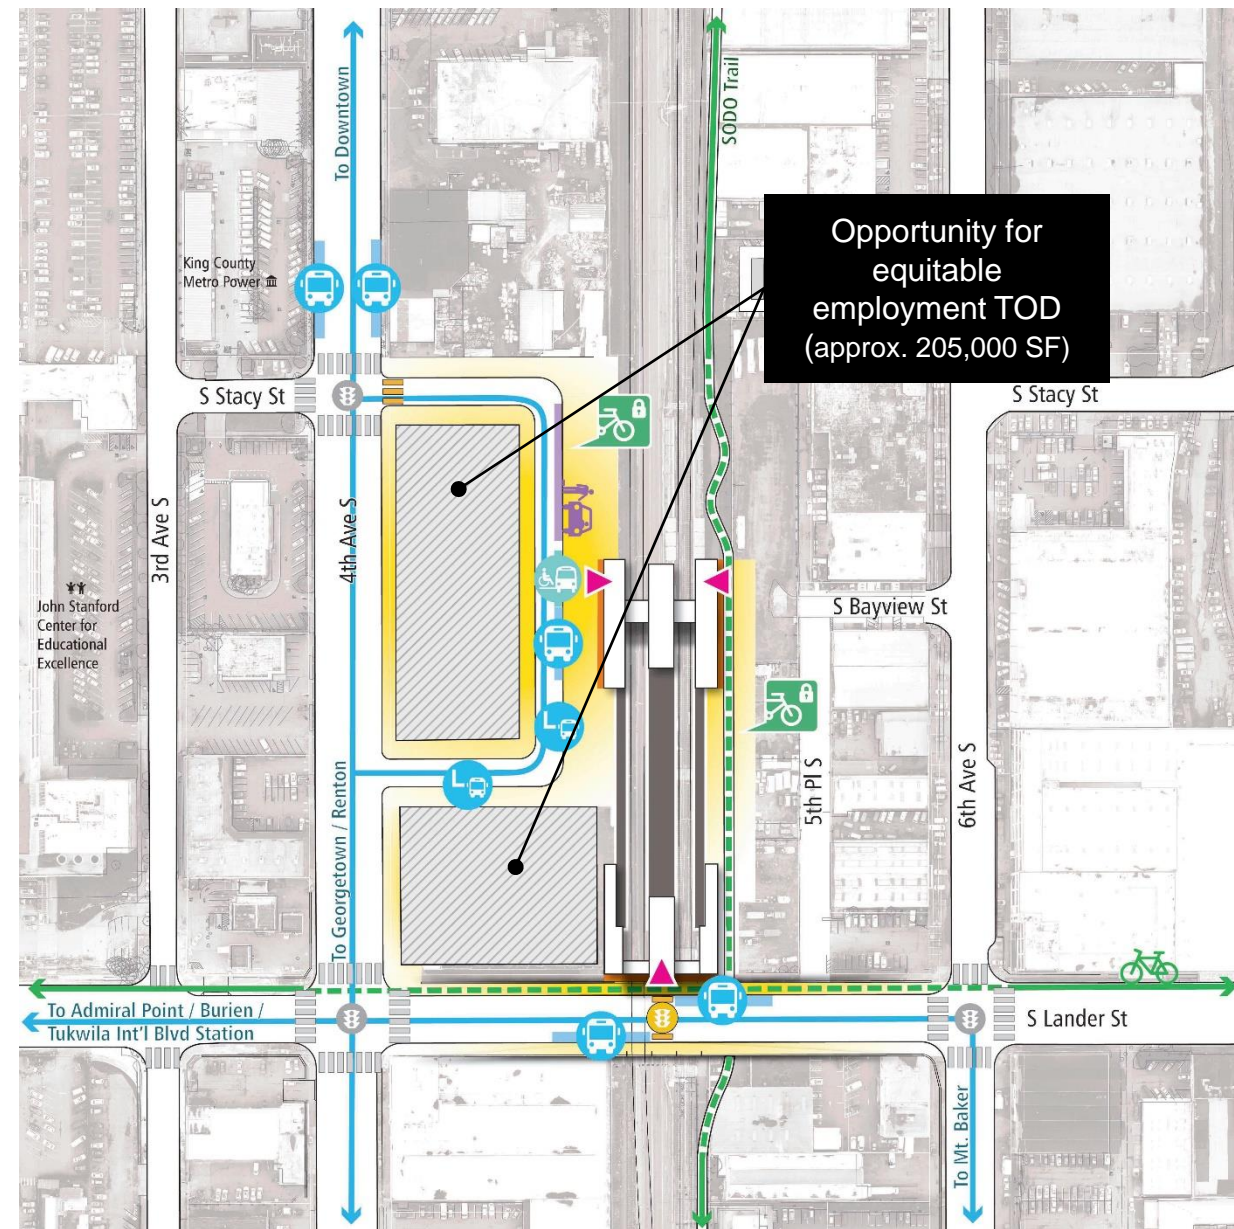 To Downtown
SODO Trail
Opportunity for
equitable
employment TOD
(approx. 205,000 SF)
King County
Metro Power
S Stacy St
S Stacy St
3rd Ave S
4th Ave S
John Stanford
Center for
Educational
Excellence
S Bayview St
5th Pl S
6th Ave S
To Georgetown / Renton
L
L
To Admiral Point / Burien /
Tukwila Int'l Blvd Station
S Lander St
To Mt. Baker